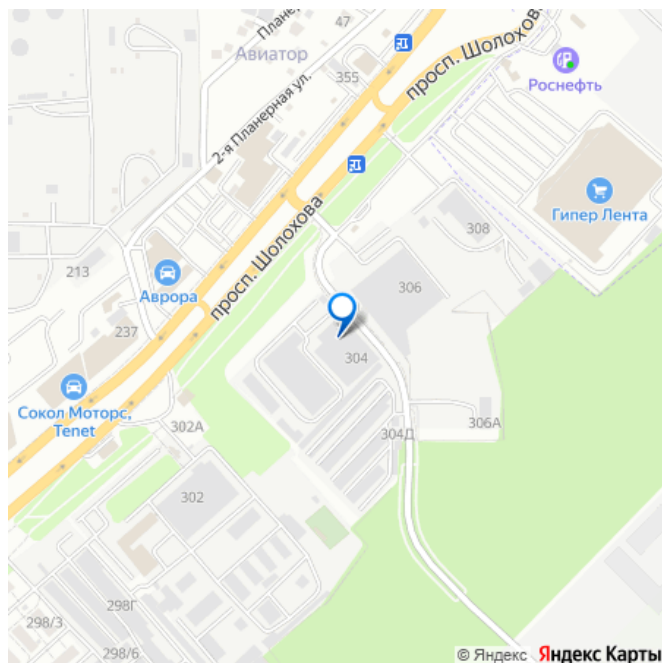 47
Планер
Авиатор
355
просп. Шолохова
Роснефть
2-я Планерная ул.
Гипер Лента
308
просп. Шолохова
213
Аврора
306
237
304
Сокол Моторс,
Tenet
302А
304Д
306А
302
298Г
298/3
298/6
© Яндекс Яндекс Карты